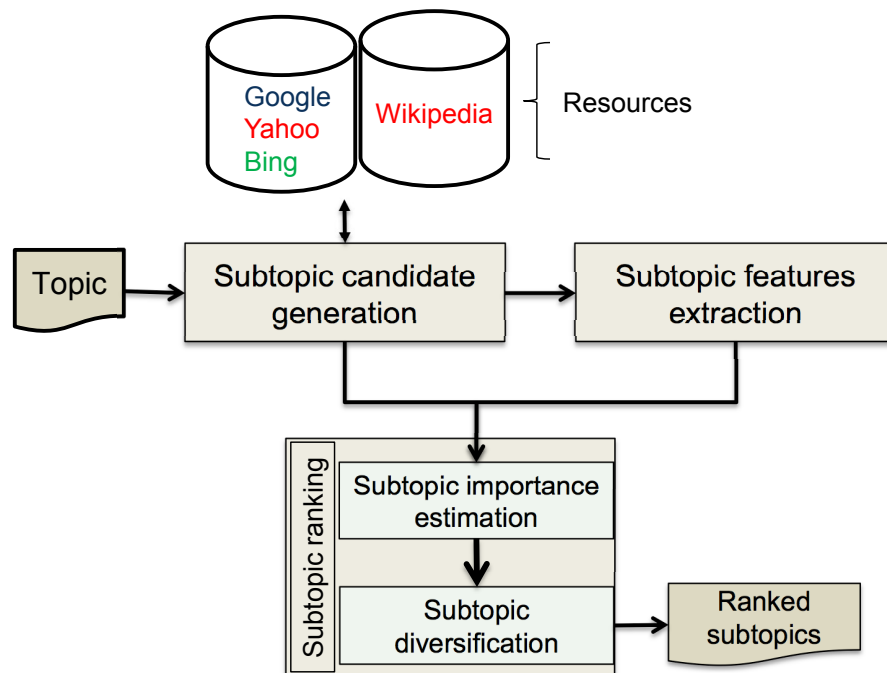 Google
Yahoo
Bing
Wikipedia
Resources
Topic
Subtopic candidate
generation
Subtopic features
extraction
Subtopic ranking
Subtopic importance
estimation
Subtopic
diversification
Ranked
subtopics